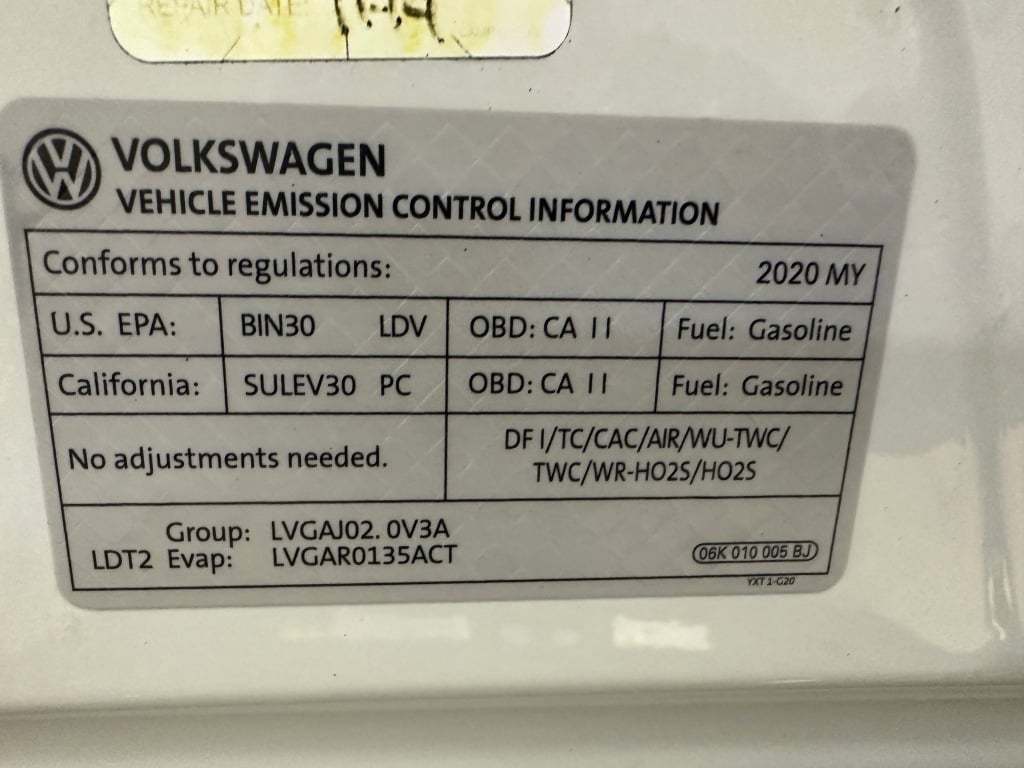 REPAIR DATE:
VOLKSWAGEN
VEHICLE EMISSION CONTROL INFORMATION
Conforms to regulations: 2020 MY
U.S. EPA: BIN30 LDV OBD: CA II Fuel: Gasoline
California: SULEV30 PC OBD: CA II Fuel: Gasoline
No adjustments needed. DFI/TC/CAC/AIR/WU-TWC/
TWC/WR-HO2S/HO2S
Group: LVGAJ02.0V3A
LDT2 Evap: LVGAR0135ACT
06K 010 005 BJ
YXT 1-G20